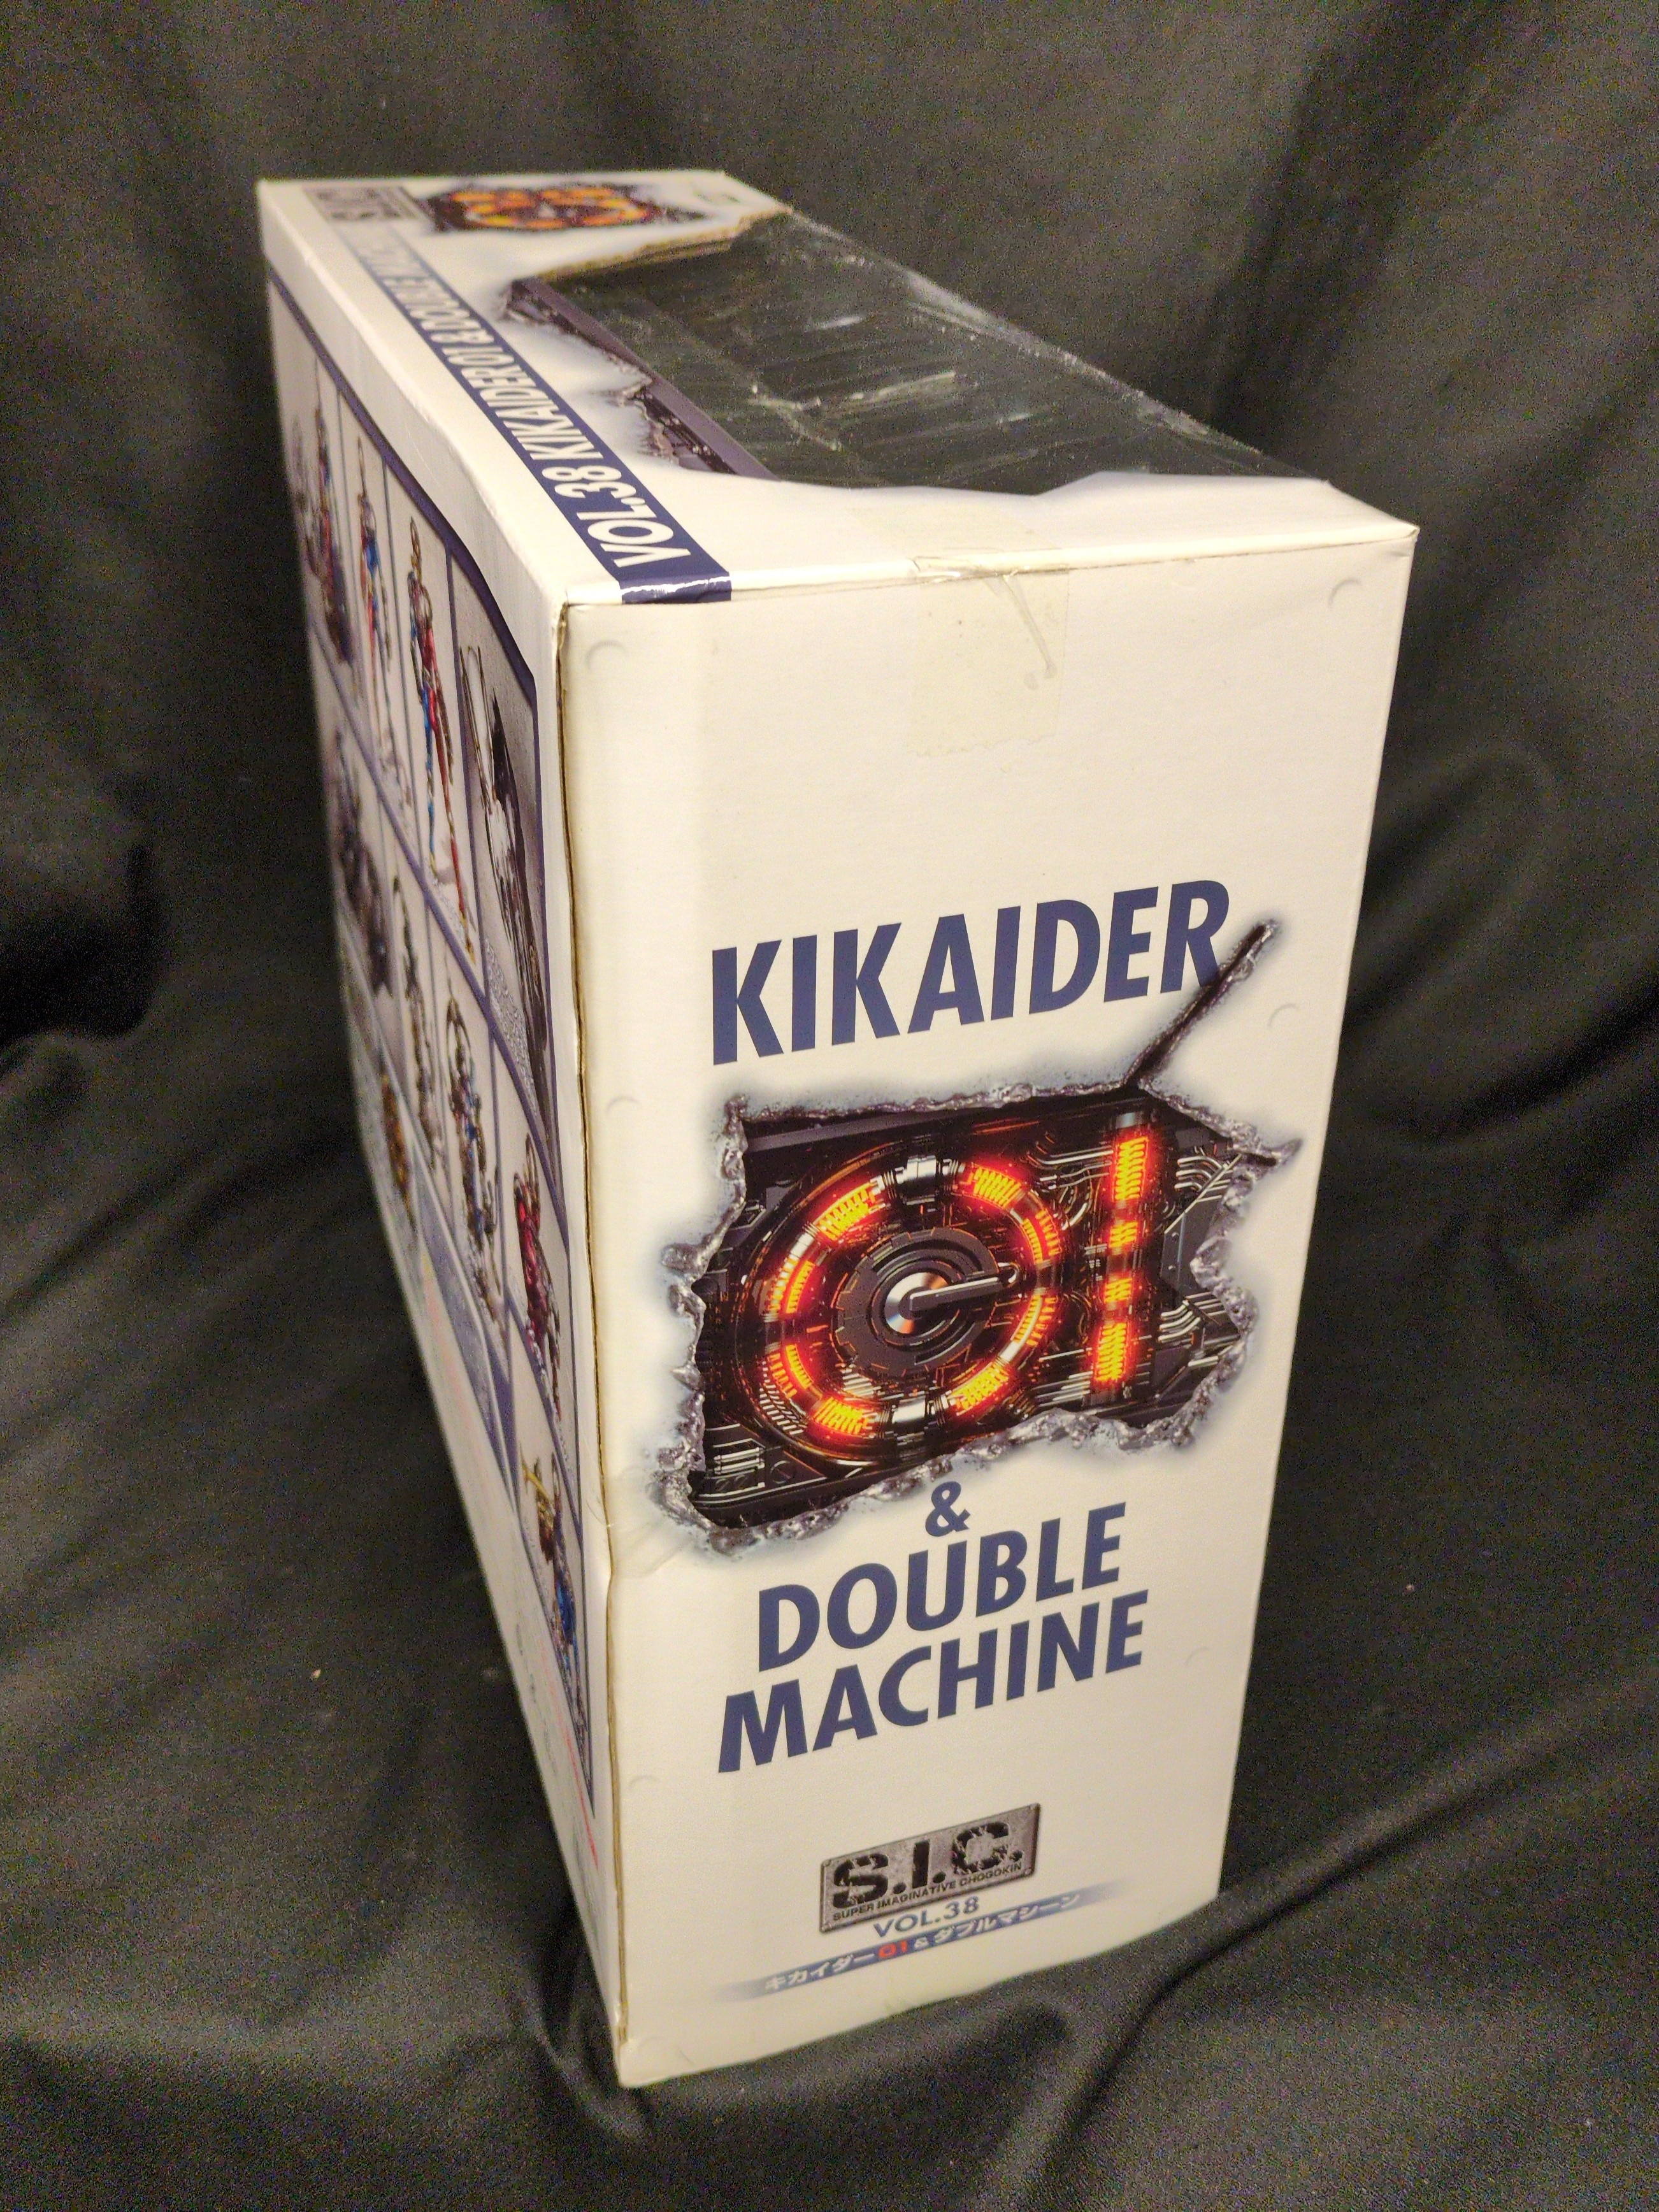 VOL.38 KIKAIDER 01 & DOUBLE MACHINE
KIKAIDER
01
&
DOUBLE
MACHINE
S.I.C.
SUPER IMAGINATIVE CHOGOKIN
VOL.38
キカイダー01&ダブルマシーン